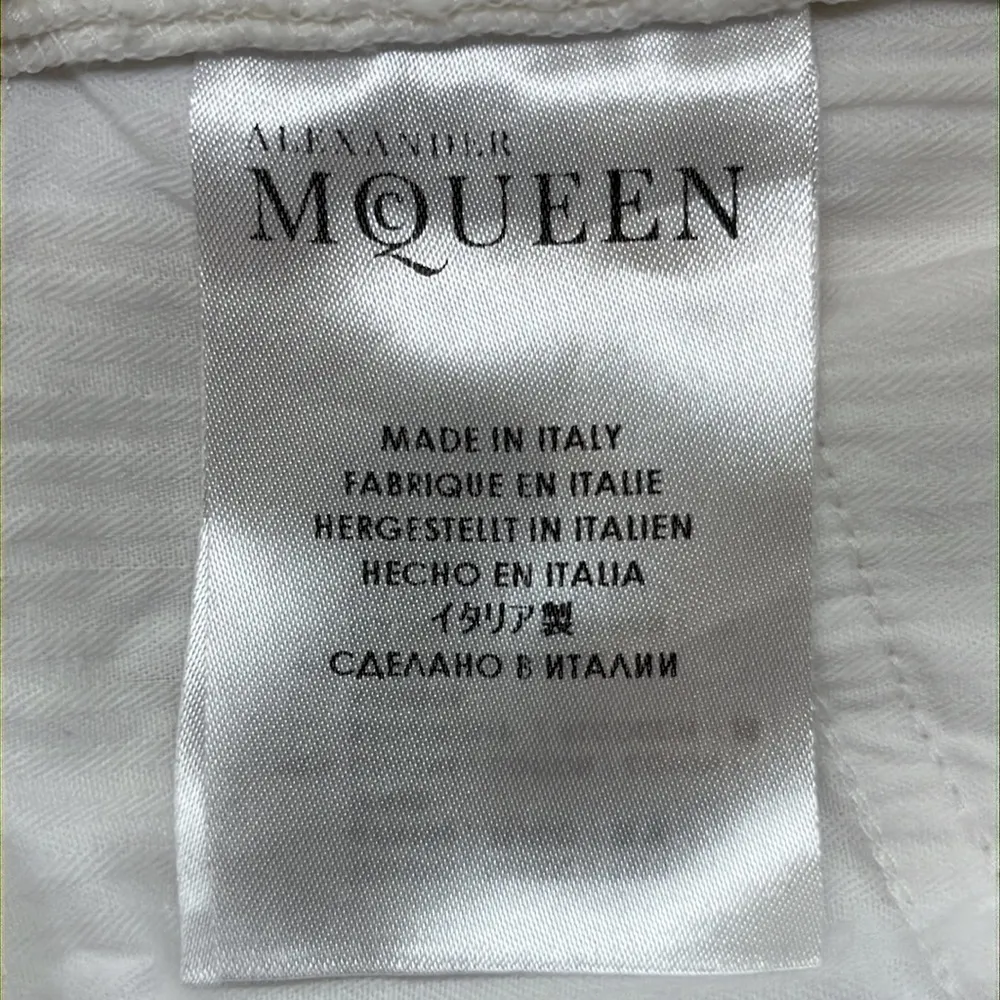 ALEXANDER
McQUEEN
MADE IN ITALY
FABRIQUE EN ITALIE
HERGESTELLT IN ITALIEN
HECHO EN ITALIA
イタリア製
СДЕЛАНО В ИТАЛИИ